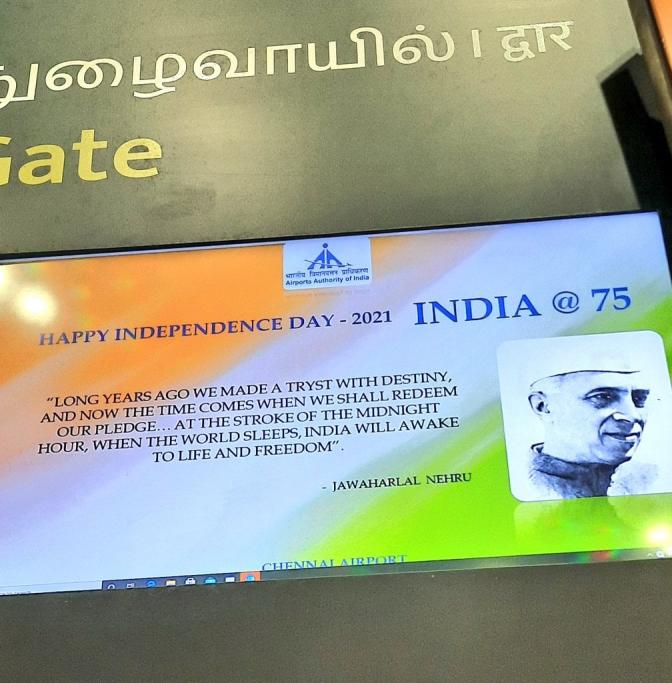 நுழைவாயில் | द्वार
Gate
भारतीय विमानपत्तन प्राधिकरण
Airports Authority of India
HAPPY INDEPENDENCE DAY - 2021 INDIA @ 75
“LONG YEARS AGO WE MADE A TRYST WITH DESTINY,
AND NOW THE TIME COMES WHEN WE SHALL REDEEM
OUR PLEDGE... AT THE STROKE OF THE MIDNIGHT
HOUR, WHEN THE WORLD SLEEPS, INDIA WILL AWAKE
TO LIFE AND FREEDOM”.
- JAWAHARLAL NEHRU
CHENNAI AIRPORT